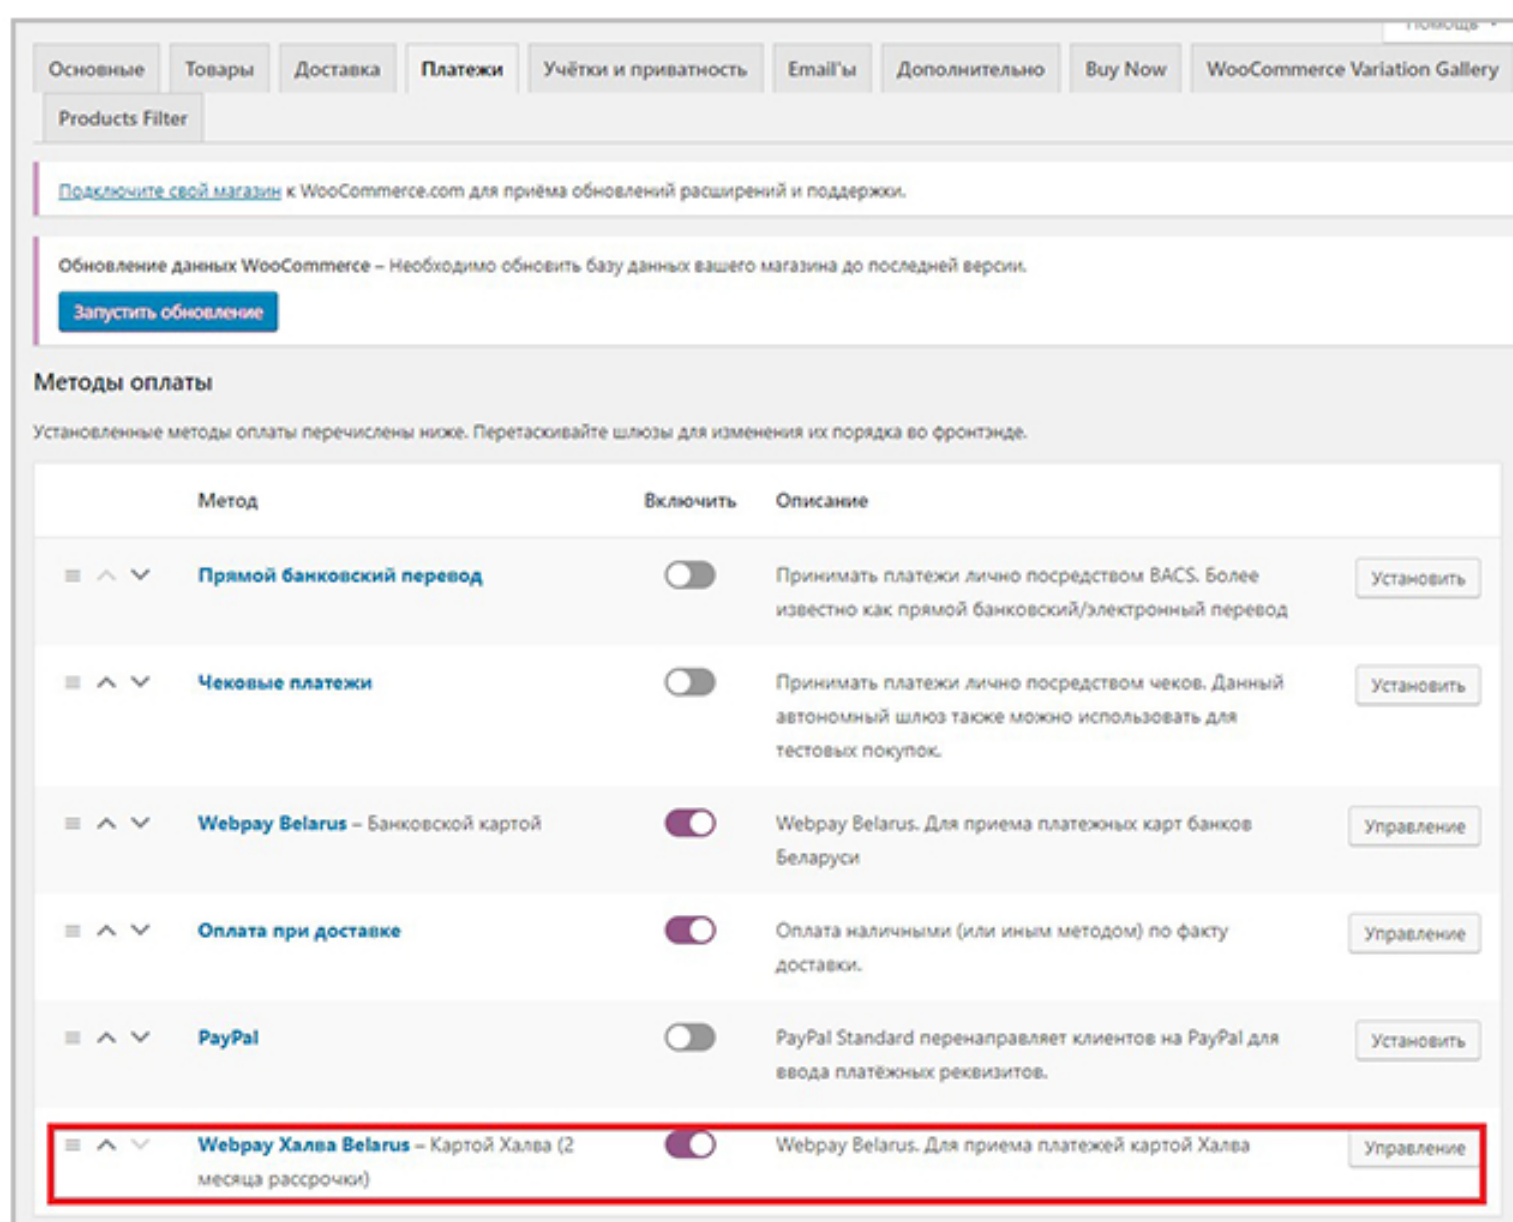 Помощь
Основные Товары Доставка Платежи Учётки и приватность Email'ы Дополнительно Buy Now WooCommerce Variation Gallery
Products Filter
Подключите свой магазин к WooCommerce.com для приёма обновлений расширений и поддержки.
Обновление данных WooCommerce – Необходимо обновить базу данных вашего магазина до последней версии.
Запустить обновление
Методы оплаты
Установленные методы оплаты перечислены ниже. Перетаскивайте шлюзы для изменения их порядка во фронтэнде.
Метод Включить Описание
Прямой банковский перевод Принимать платежи лично посредством BACS. Более Установить
известно как прямой банковский/электронный перевод
Чековые платежи Принимать платежи лично посредством чеков. Данный Установить
автономный шлюз также можно использовать для
тестовых покупок.
Webpay Belarus – Банковской картой Webpay Belarus. Для приема платежных карт банков Управление
Беларуси
Оплата при доставке Оплата наличными (или иным методом) по факту Управление
доставки.
PayPal PayPal Standard перенаправляет клиентов на PayPal для Установить
ввода платёжных реквизитов.
Webpay Халва Belarus – Картой Халва (2 Webpay Belarus. Для приема платежей картой Халва Управление
месяца рассрочки)